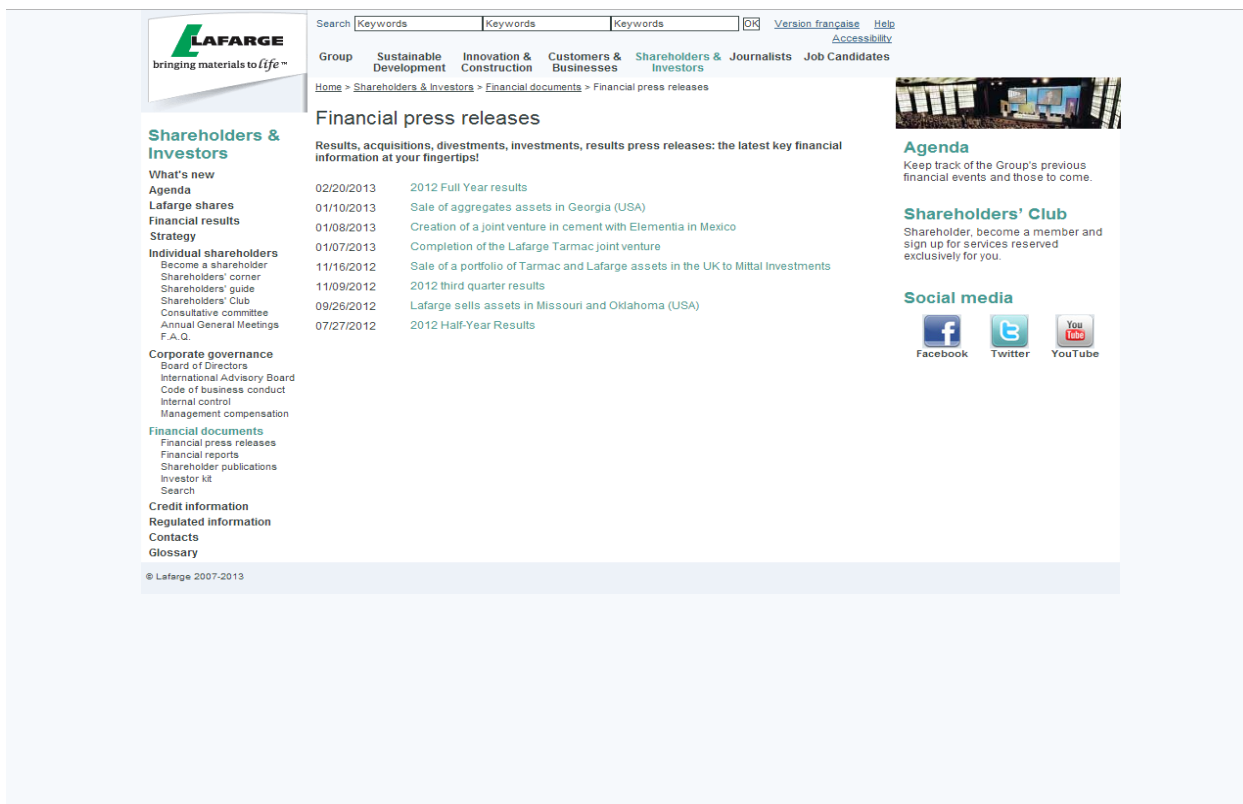 LAFARGE
bringing materials to life™
Search Keywords Keywords Keywords OK Version française Help
Accessibility
Group Sustainable Development Innovation & Construction Customers & Businesses Shareholders & Investors Journalists Job Candidates
Home > Shareholders & Investors > Financial documents > Financial press releases
Financial press releases
Results, acquisitions, divestments, investments, results press releases: the latest key financial
information at your fingertips!
02/20/2013 2012 Full Year results
01/10/2013 Sale of aggregates assets in Georgia (USA)
01/08/2013 Creation of a joint venture in cement with Elementia in Mexico
01/07/2013 Completion of the Lafarge Tarmac joint venture
11/16/2012 Sale of a portfolio of Tarmac and Lafarge assets in the UK to Mittal Investments
11/09/2012 2012 third quarter results
09/26/2012 Lafarge sells assets in Missouri and Oklahoma (USA)
07/27/2012 2012 Half-Year Results
Shareholders &
Investors
What's new
Agenda
Lafarge shares
Financial results
Strategy
Individual shareholders
Become a shareholder
Shareholders' corner
Shareholders' guide
Shareholders' Club
Consultative committee
Annual General Meetings
F.A.Q.
Corporate governance
Board of Directors
International Advisory Board
Code of business conduct
Internal control
Management compensation
Financial documents
Financial press releases
Financial reports
Shareholder publications
Investor kit
Search
Credit information
Regulated information
Contacts
Glossary
Agenda
Keep track of the Group's previous
financial events and those to come.
Shareholders' Club
Shareholder, become a member and
sign up for services reserved
exclusively for you.
Social media
You
Tube
Facebook Twitter YouTube
© Lafarge 2007-2013